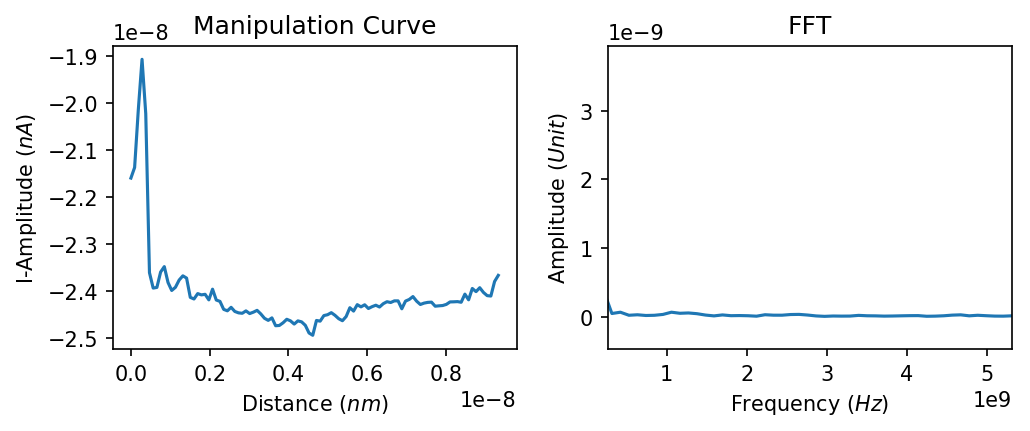 Manipulation Curve
1e−8
−1.9
−2.0
−2.1
−2.2
−2.3
−2.4
−2.5
I-Amplitude (nA)
0.0 0.2 0.4 0.6 0.8
Distance (nm)
1e−8
FFT
1e−9
3
2
1
0
Amplitude (Unit)
1 2 3 4 5
Frequency (Hz)
1e9